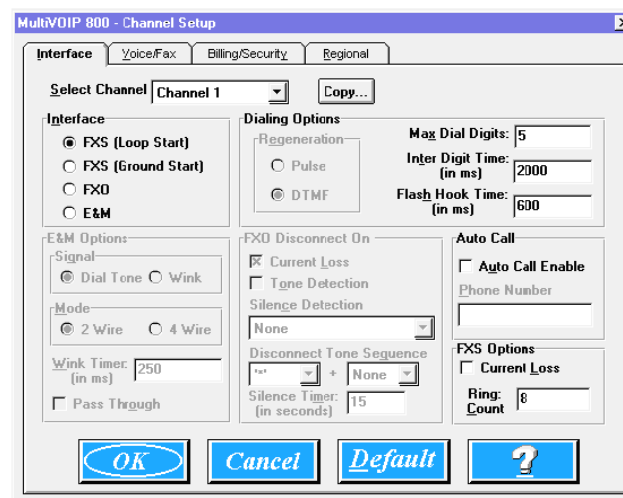 MultiVOIP 800 - Channel Setup
Interface
Voice/Fax
Billing/Security
Regional
Select Channel
Channel 1
Copy...
Interface
FXS (Loop Start)
FXS (Ground Start)
FXO
E&M
Dialing Options
Regeneration
Pulse
DTMF
Max Dial Digits:
5
Inter Digit Time:
(in ms)
2000
Flash Hook Time:
(in ms)
600
E&M Options:
Signal
Dial Tone
Wink
Mode
2 Wire
4 Wire
Wink Timer:
(in ms)
250
Pass Through
FXO Disconnect On
Current Loss
Tone Detection
Silence Detection
None
Disconnect Tone Sequence
"*"
+
None
Silence Timer:
(in seconds)
15
Auto Call
Auto Call Enable
Phone Number
FXS Options
Current Loss
Ring:
Count
8
OK
Cancel
Default
?